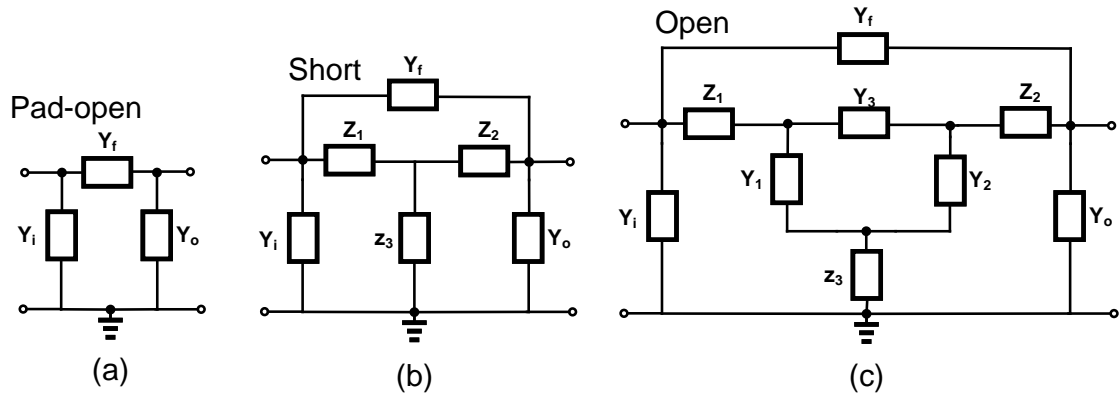 Pad-open
Yf
Yi
Yo
(a)
Short
Yf
Z1
Z2
Yi
z3
Yo
(b)
Open
Yf
Z1
Y3
Z2
Y1
Y2
Yi
Yo
z3
(c)